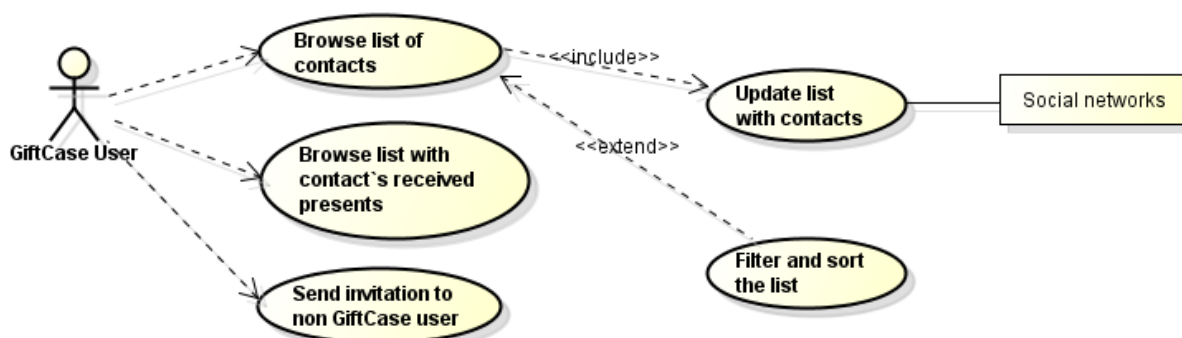 Browse list of
contacts
<<include>>
Update list
with contacts
Social networks
GiftCase User
Browse list with
contact`s received
presents
<<extend>>
Filter and sort
the list
Send invitation to
non GiftCase user